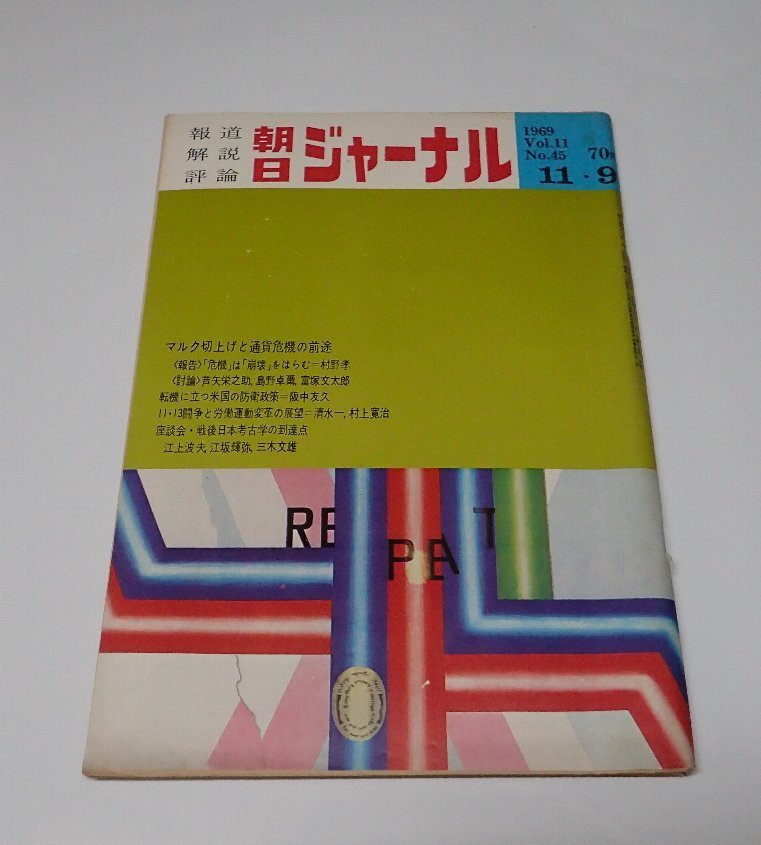 報道
解説
評論
朝日ジャーナル
1969
Vol.11
No.45
70
11・9
マルク切上げと通貨危機の前途
〈報告〉「危機」は「崩壊」をはらむ=村野孝
〈討論〉芦矢栄之助, 島野卓爾, 富塚文太郎
転機に立つ米国の防衛政策=阪中友久
11・13闘争と労働運動変革の展望=清水一, 村上寛治
座談会・戦後日本考古学の到達点
江上波夫, 江坂輝弥, 三木文雄
REPEAT